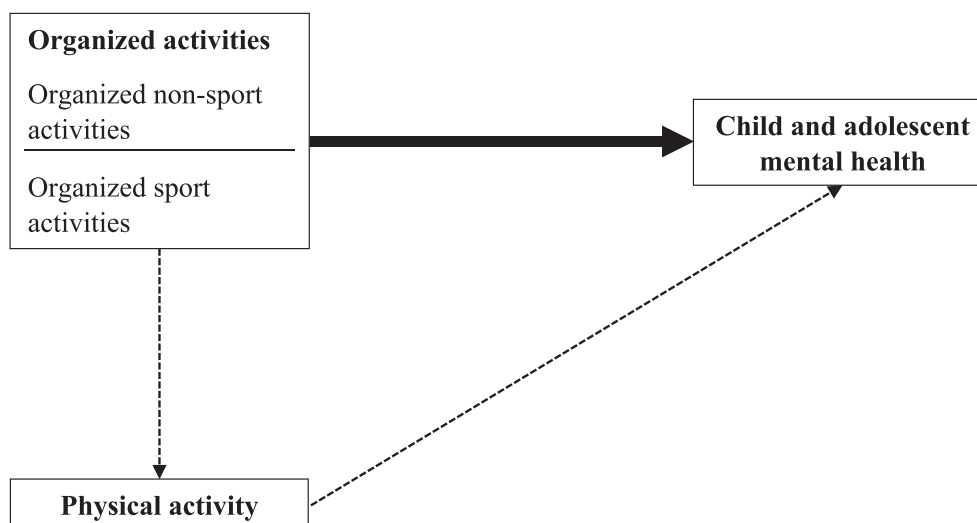 Organized activities
Organized non-sport
activities
Organized sport
activities
Child and adolescent
mental health
Physical activity